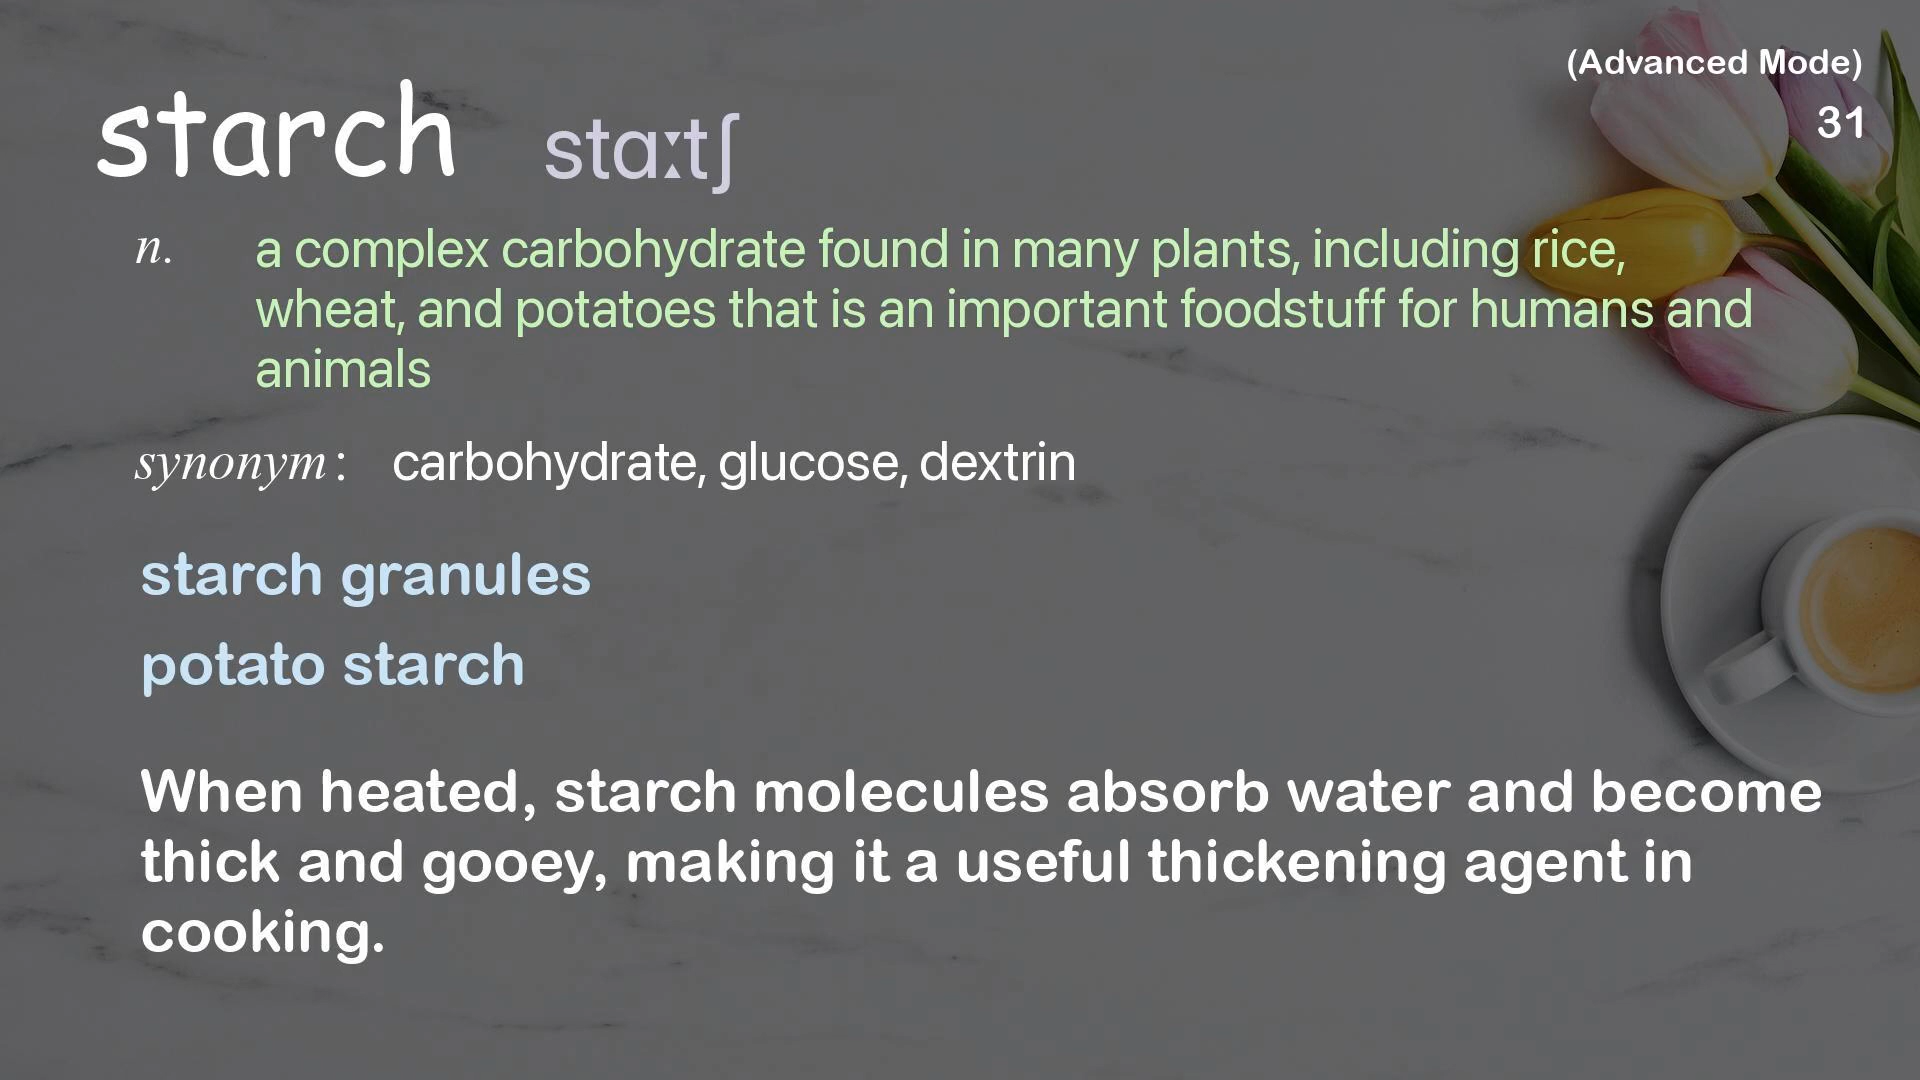 (Advanced Mode)
31
starch stɑːtʃ
n. a complex carbohydrate found in many plants, including rice,
wheat, and potatoes that is an important foodstuff for humans and
animals
synonym: carbohydrate, glucose, dextrin
starch granules
potato starch
When heated, starch molecules absorb water and become
thick and gooey, making it a useful thickening agent in
cooking.